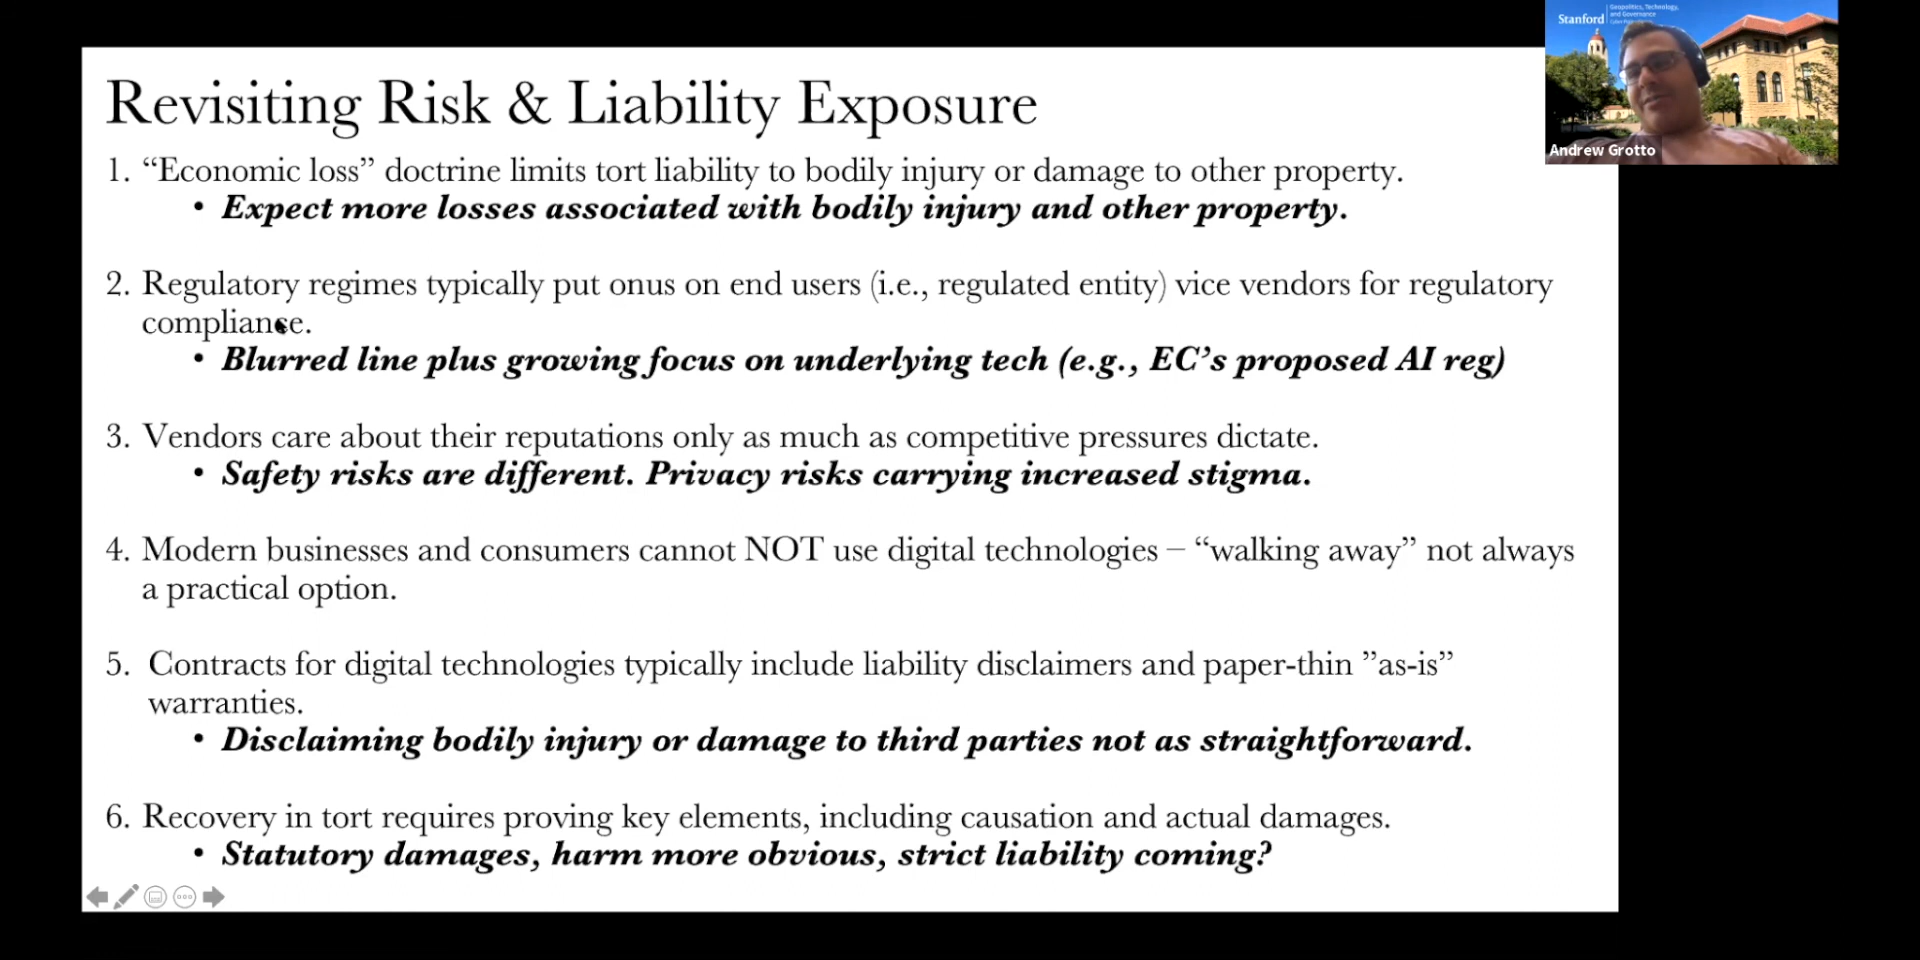 Stanford
Geopolitics, Technology,
and Governance
Andrew Grotto
Revisiting Risk & Liability Exposure
1. “Economic loss” doctrine limits tort liability to bodily injury or damage to other property.
• Expect more losses associated with bodily injury and other property.
2. Regulatory regimes typically put onus on end users (i.e., regulated entity) vice vendors for regulatory
compliance.
• Blurred line plus growing focus on underlying tech (e.g., EC’s proposed AI reg)
3. Vendors care about their reputations only as much as competitive pressures dictate.
• Safety risks are different. Privacy risks carrying increased stigma.
4. Modern businesses and consumers cannot NOT use digital technologies – “walking away” not always
a practical option.
5. Contracts for digital technologies typically include liability disclaimers and paper-thin ”as-is”
warranties.
• Disclaiming bodily injury or damage to third parties not as straightforward.
6. Recovery in tort requires proving key elements, including causation and actual damages.
• Statutory damages, harm more obvious, strict liability coming?